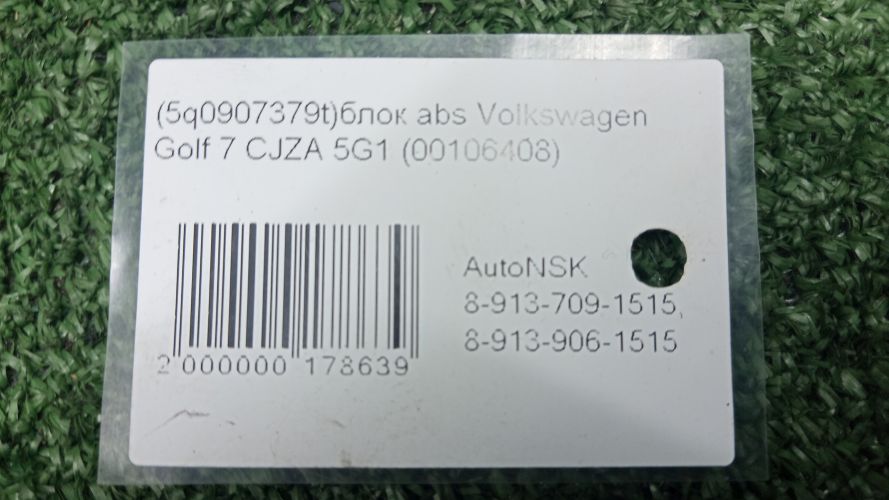 (5q0907379t)блок abs Volkswagen
Golf 7 CJZA 5G1 (00106408)
AutoNSK
8-913-709-1515,
8-913-906-1515
2 000000 178639